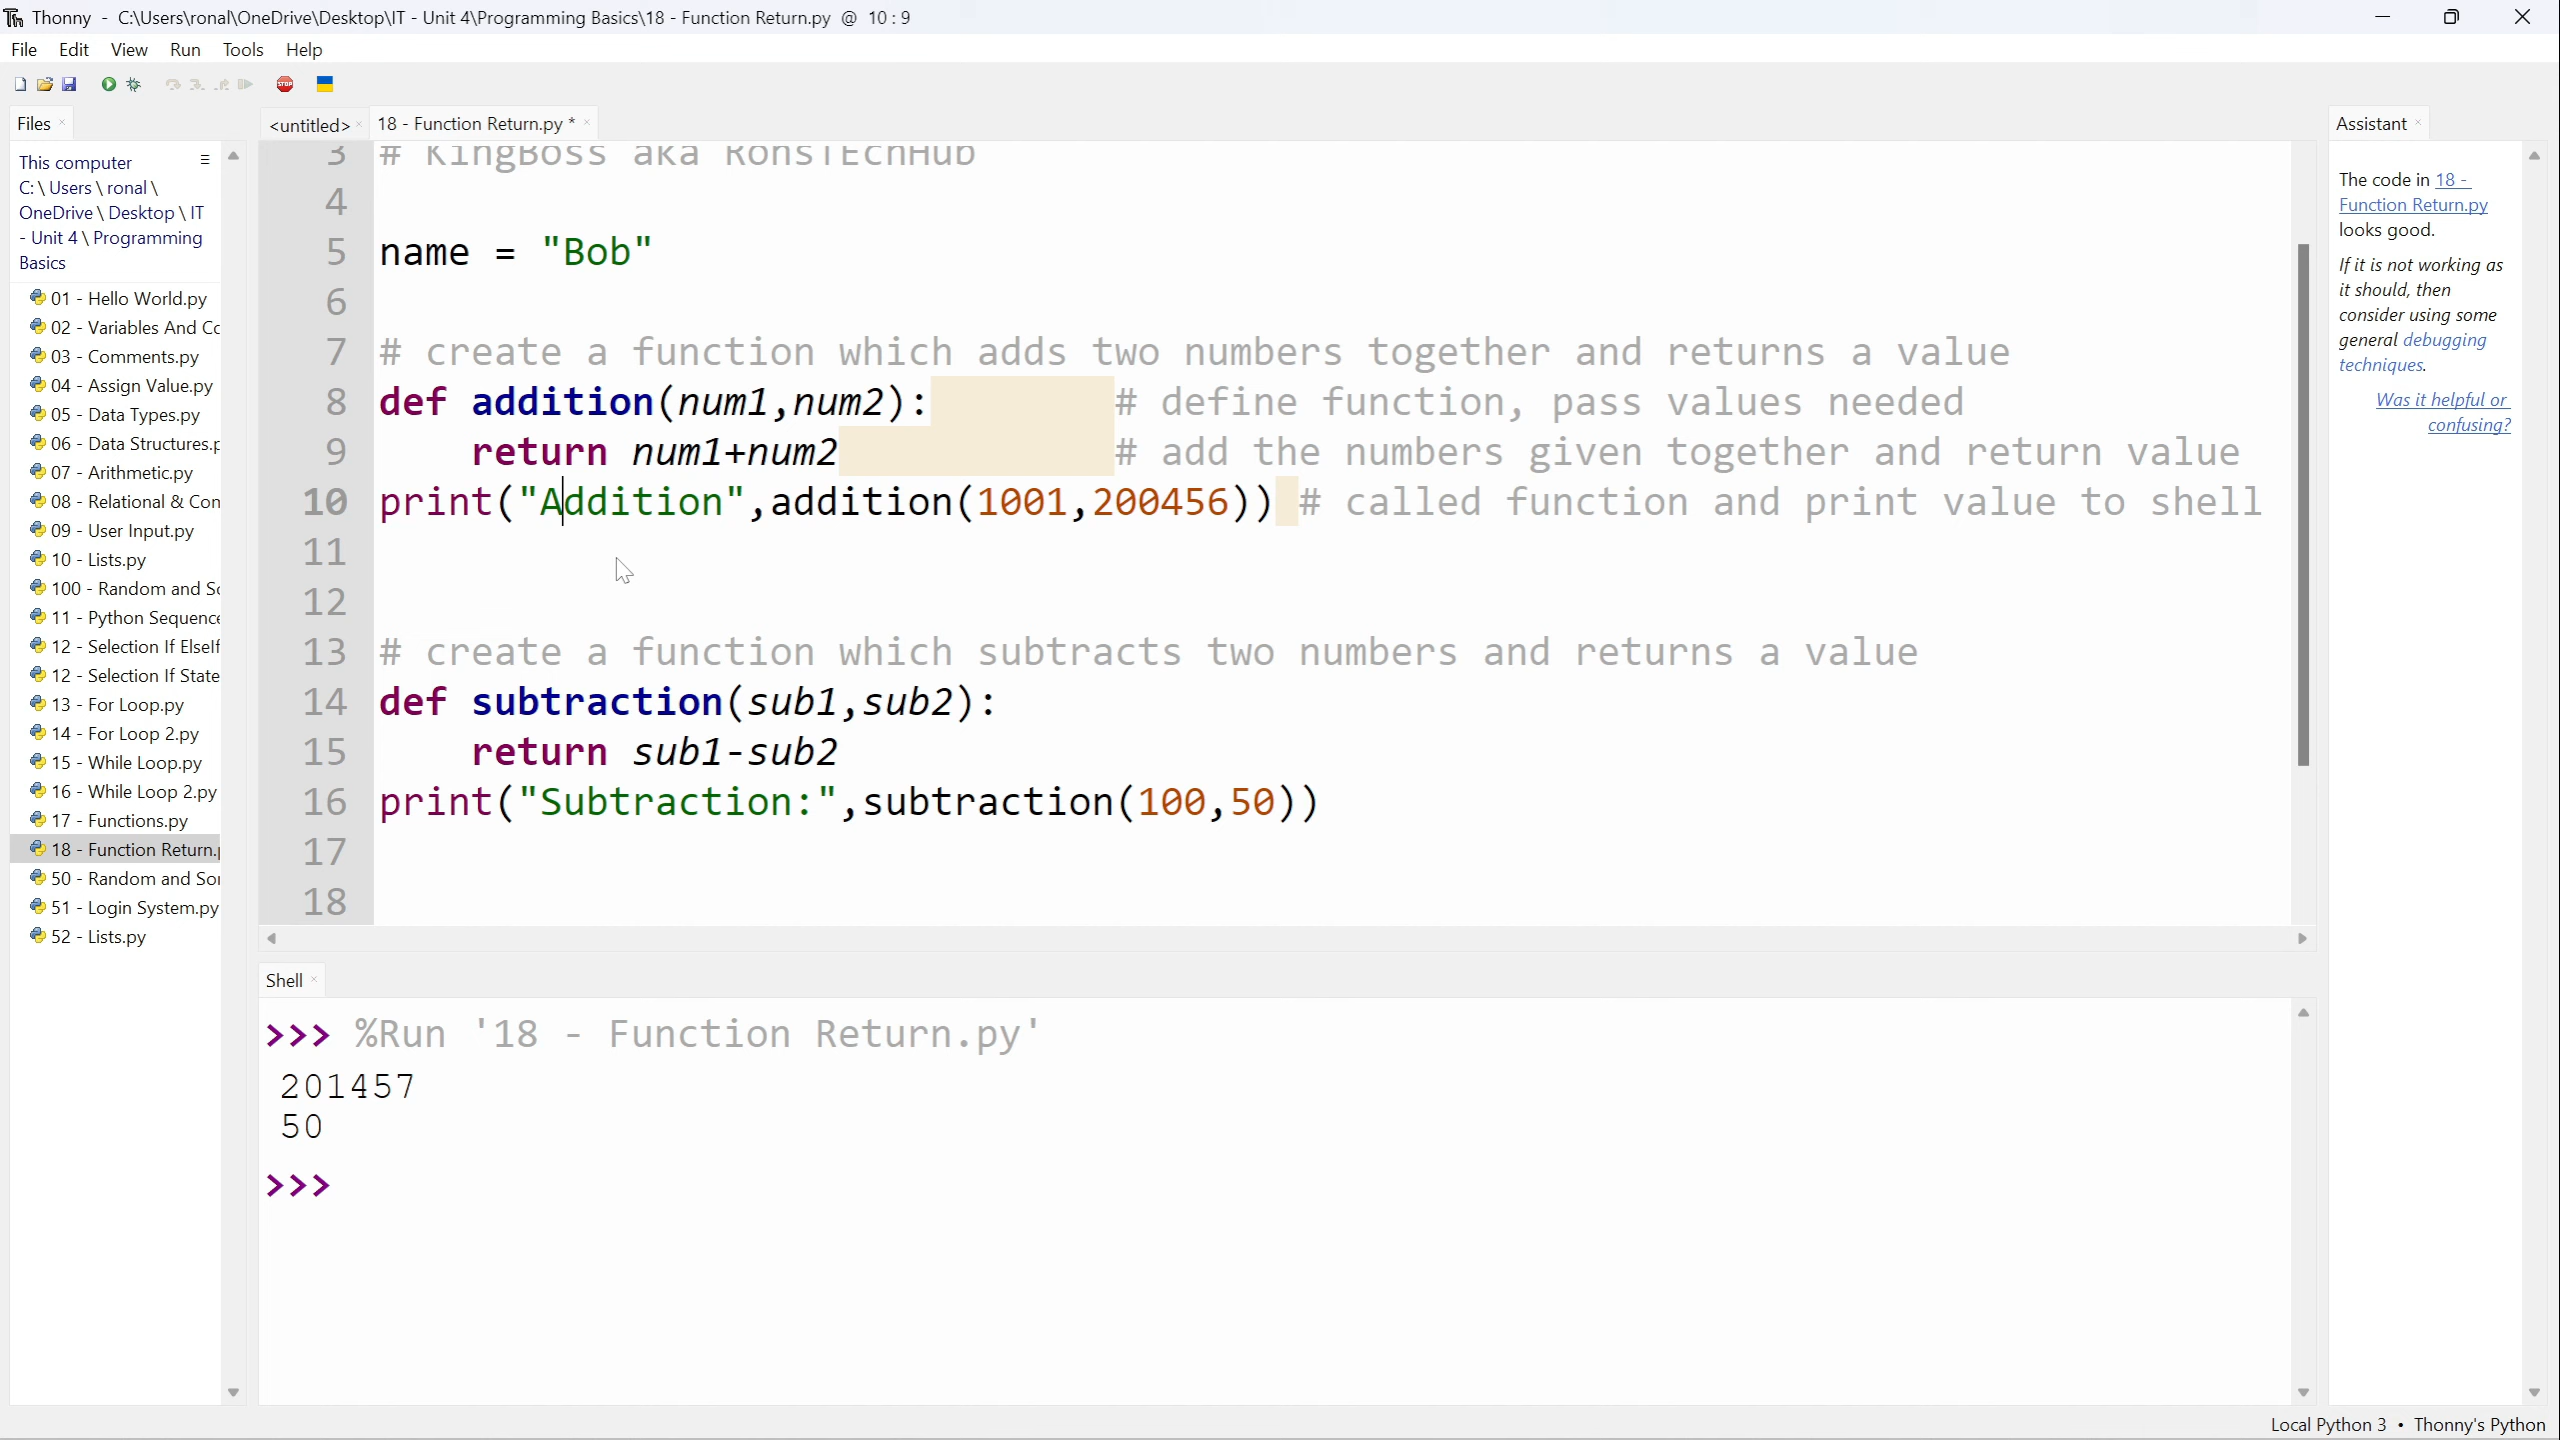 Thonny - C:\Users\ronal\OneDrive\Desktop\IT - Unit 4\Programming Basics\18 - Function Return.py @ 10 : 9
File Edit View Run Tools Help
Files
This computer
C: \ Users \ ronal \
OneDrive \ Desktop \ IT
- Unit 4 \ Programming
Basics
01 - Hello World.py
02 - Variables And Co
03 - Comments.py
04 - Assign Value.py
05 - Data Types.py
06 - Data Structures.p
07 - Arithmetic.py
08 - Relational & Con
09 - User Input.py
10 - Lists.py
100 - Random and So
11 - Python Sequence
12 - Selection If ElseIf
12 - Selection If State
13 - For Loop.py
14 - For Loop 2.py
15 - While Loop.py
16 - While Loop 2.py
17 - Functions.py
18 - Function Return.p
50 - Random and Sor
51 - Login System.py
52 - Lists.py
<untitled> 18 - Function Return.py *
3 # KingBoss aka RonsTEchHub
4
5 name = "Bob"
6
7 # create a function which adds two numbers together and returns a value
8 def addition(num1,num2): # define function, pass values needed
9 return num1+num2 # add the numbers given together and return value
10 print("Addition",addition(1001,200456)) # called function and print value to shell
11
12
13 # create a function which subtracts two numbers and returns a value
14 def subtraction(sub1,sub2):
15 return sub1-sub2
16 print("Subtraction:",subtraction(100,50))
17
18
Shell
>>> %Run '18 - Function Return.py'
201457
50
>>>
Assistant
The code in 18 -
Function Return.py
looks good.
If it is not working as
it should, then
consider using some
general debugging
techniques.
Was it helpful or
confusing?
Local Python 3 • Thonny's Python